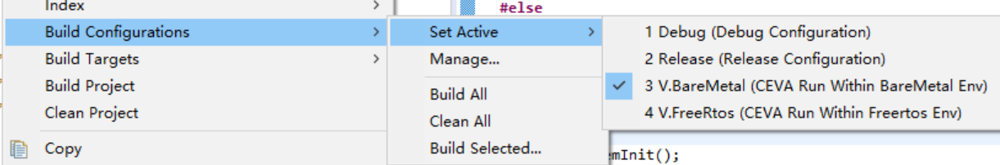 Index
#else
Build Configurations
Set Active
1 Debug (Debug Configuration)
Build Targets
Manage...
2 Release (Release Configuration)
Build Project
3 V.BareMetal (CEVA Run Within BareMetal Env)
Build All
Clean Project
4 V.FreeRtos (CEVA Run Within Freertos Env)
Clean All
Copy
Build Selected...
mInit();